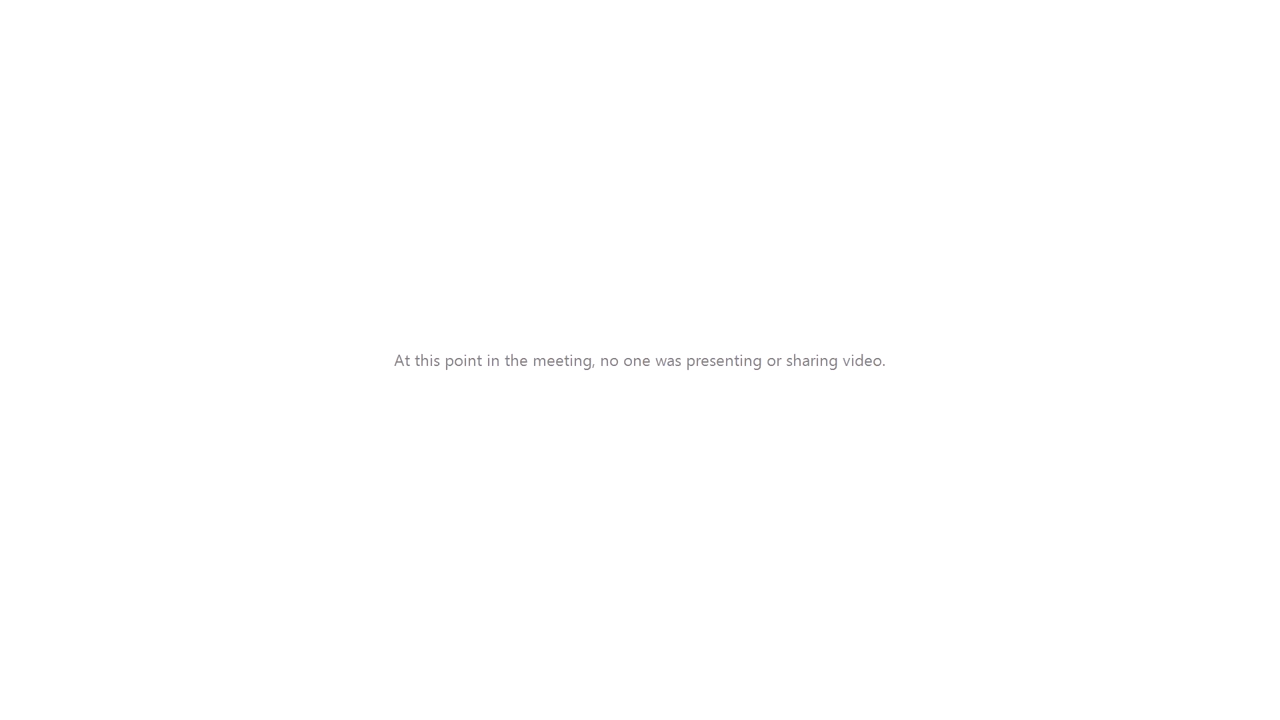 At this point in the meeting, no one was presenting or sharing video.